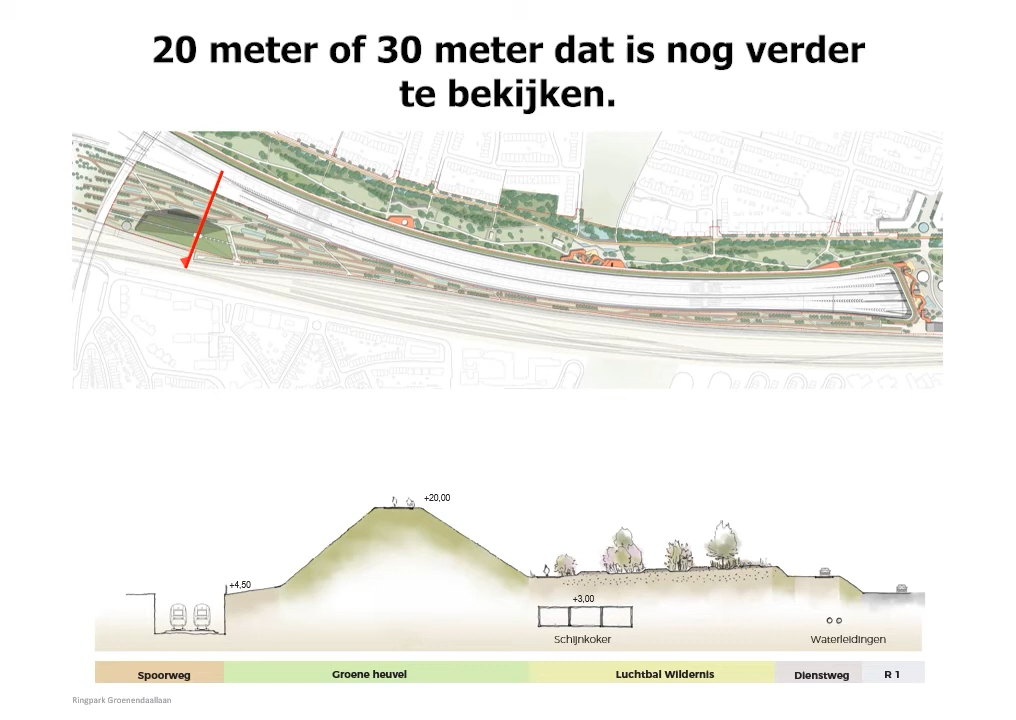 20 meter of 30 meter dat is nog verder
te bekijken.
+20,00
+4,50
+3,00
Schijnkoker
Waterleidingen
Spoorweg
Groene heuvel
Luchtbal Wildernis
Dienstweg
R 1
Ringpark Groenendaallaan